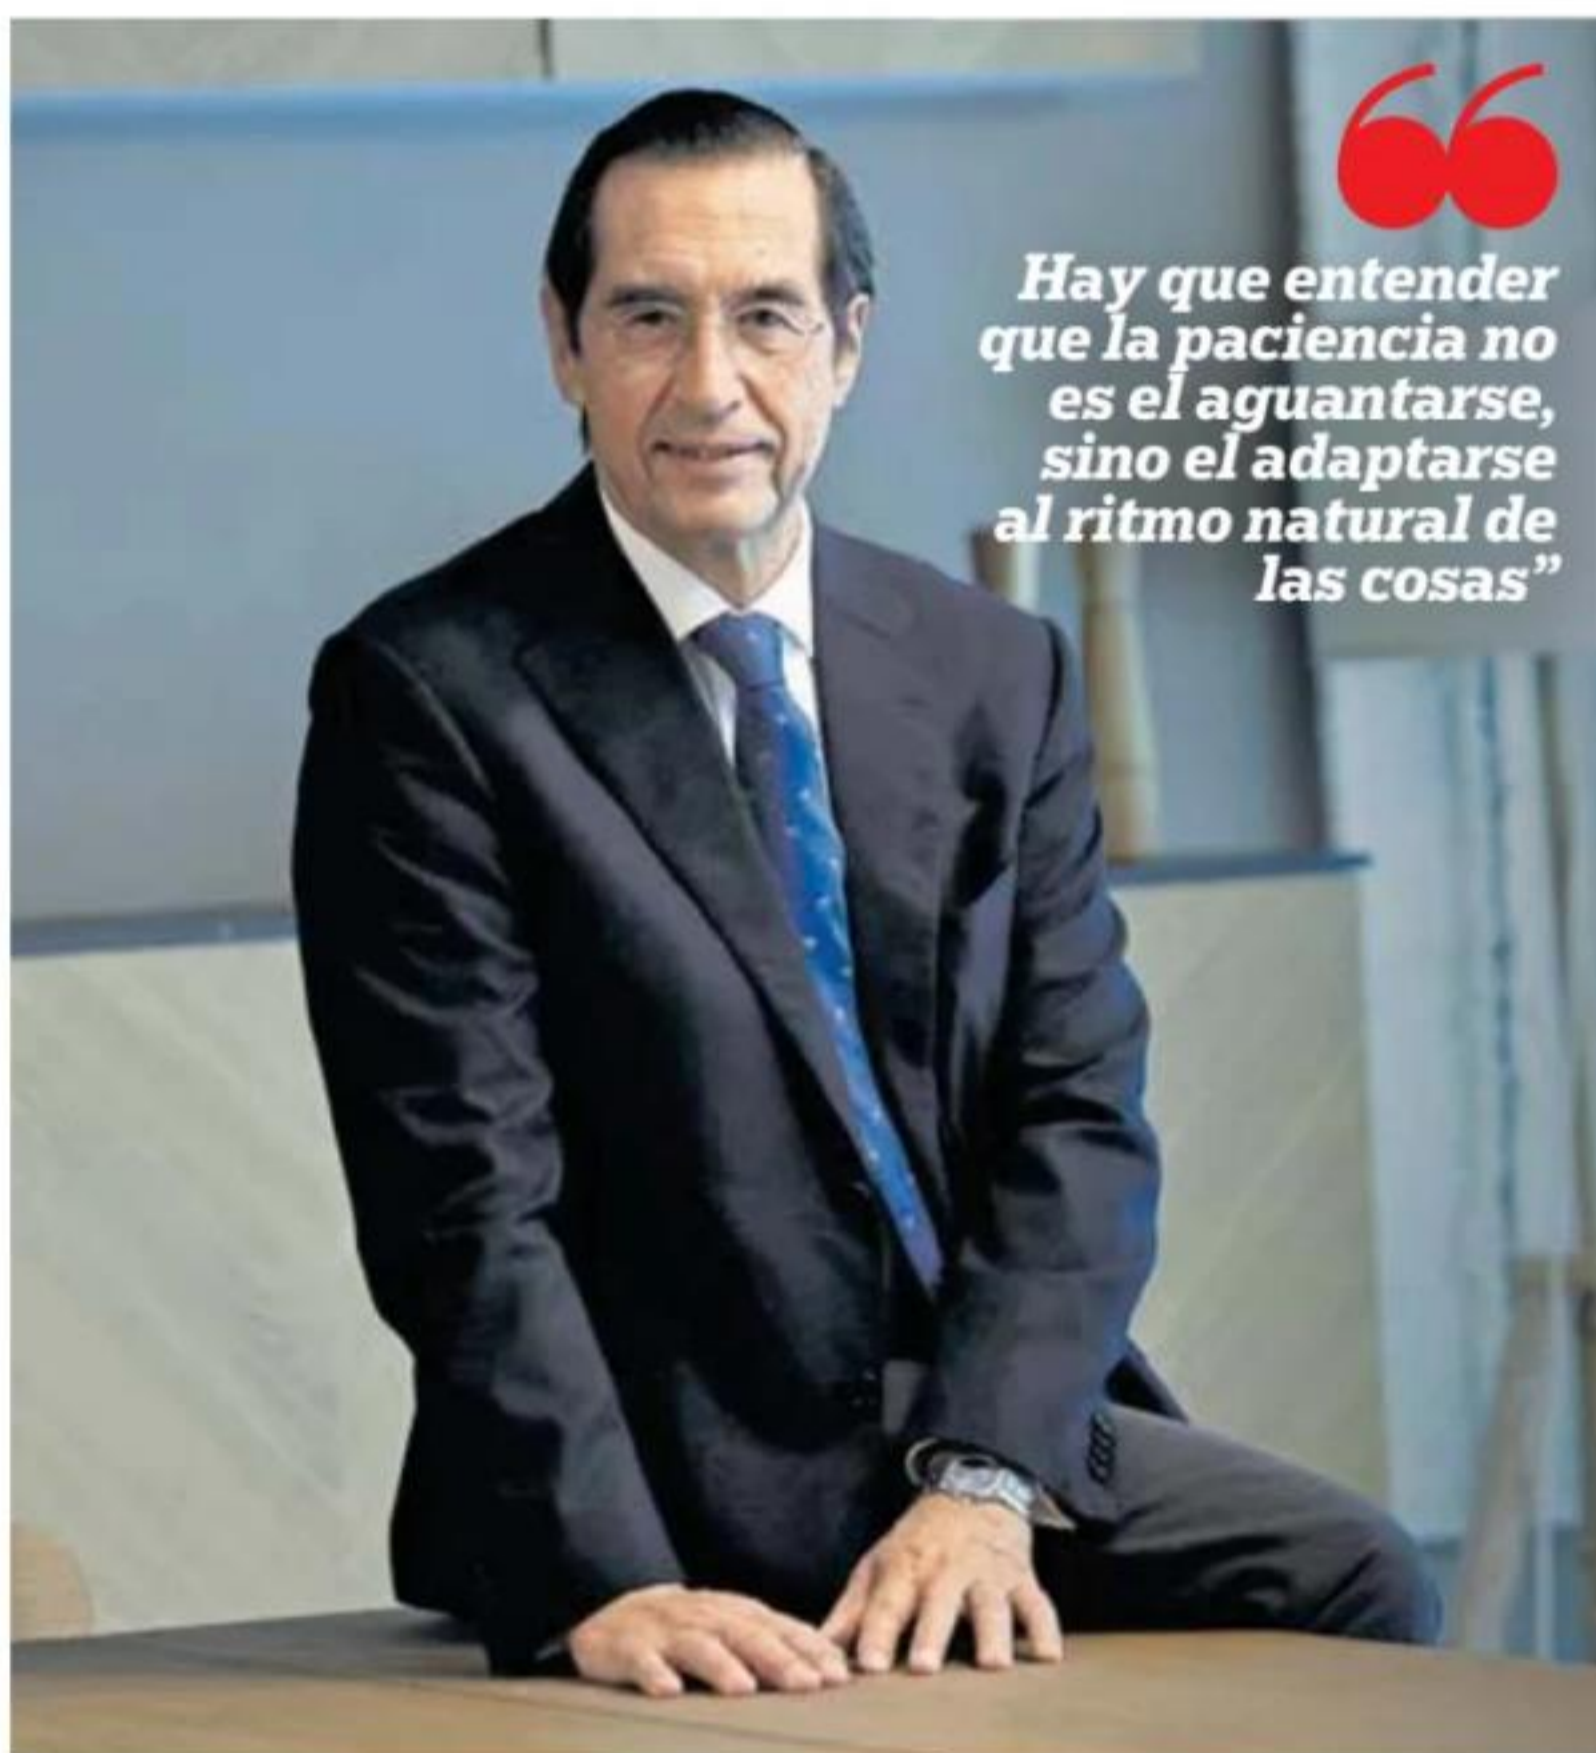 Hay que entender
que la paciencia no
es el aguantarse,
sino el adaptarse
al ritmo natural de
las cosas”